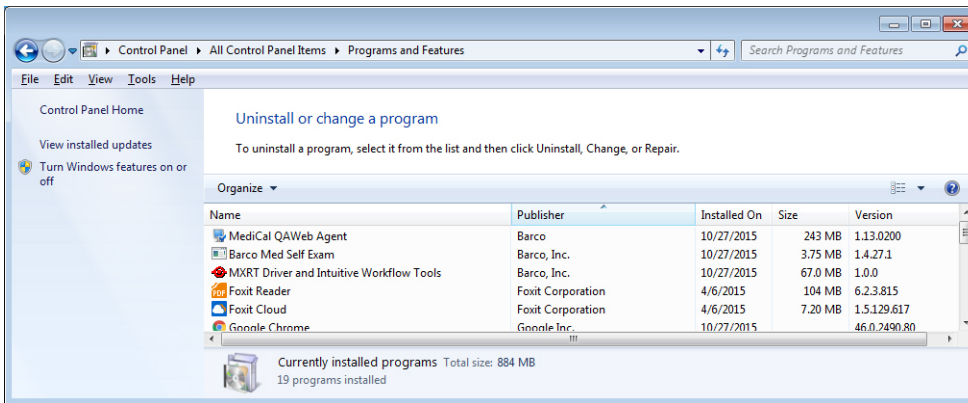 Control Panel ▸ All Control Panel Items ▸ Programs and Features
Search Programs and Features
File Edit View Tools Help
Control Panel Home
View installed updates
Turn Windows features on or
off
Uninstall or change a program
To uninstall a program, select it from the list and then click Uninstall, Change, or Repair.
Organize
Name Publisher Installed On Size Version
MediCal QAWeb Agent Barco 10/27/2015 243 MB 1.13.0200
Barco Med Self Exam Barco, Inc. 10/27/2015 3.75 MB 1.4.27.1
MXRT Driver and Intuitive Workflow Tools Barco, Inc. 10/27/2015 67.0 MB 1.0.0
Foxit Reader Foxit Corporation 4/6/2015 104 MB 6.2.3.815
Foxit Cloud Foxit Corporation 4/6/2015 7.20 MB 1.5.129.617
Google Chrome Google Inc. 10/27/2015 46.0.2490.80
Currently installed programs Total size: 884 MB
19 programs installed